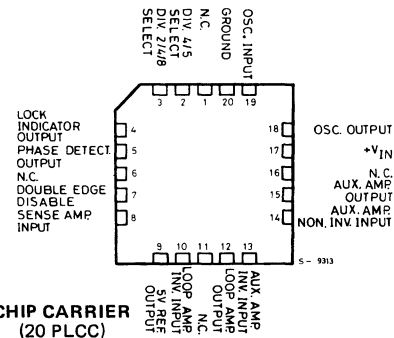 DIV. 2/4/8
SELECT
DIV. 4/5
SELECT
N.C.
GROUND
OSC. INPUT
3
2
1
20
19
LOCK
INDICATOR
OUTPUT
4
PHASE DETECT.
OUTPUT
5
N.C.
6
DOUBLE EDGE
DISABLE
7
SENSE AMP.
INPUT
8
18
OSC. OUTPUT
17
+VIN
16
N.C.
15
AUX. AMP.
OUTPUT
14
AUX. AMP.
NON. INV. INPUT
9
10
11
12
13
S - 9313
5V REF.
OUTPUT
LOOP AMP.
INV. INPUT
N.C.
LOOP AMP.
OUTPUT
AUX. AMP.
INV. INPUT
CHIP CARRIER
(20 PLCC)